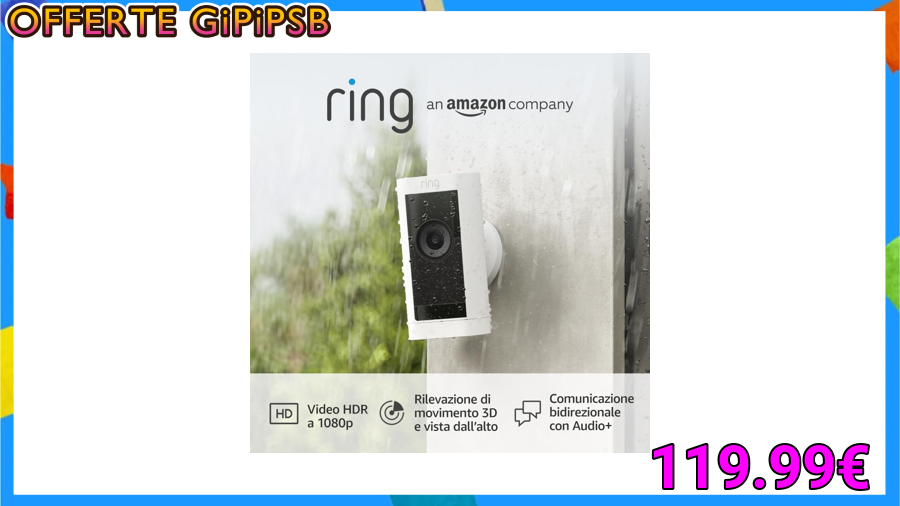 OFFERTE GiPiPSB
ring an amazon company
ring
HD
Video HDR
a 1080p
Rilevazione di
movimento 3D
e vista dall'alto
Comunicazione
bidirezionale
con Audio+
119.99€